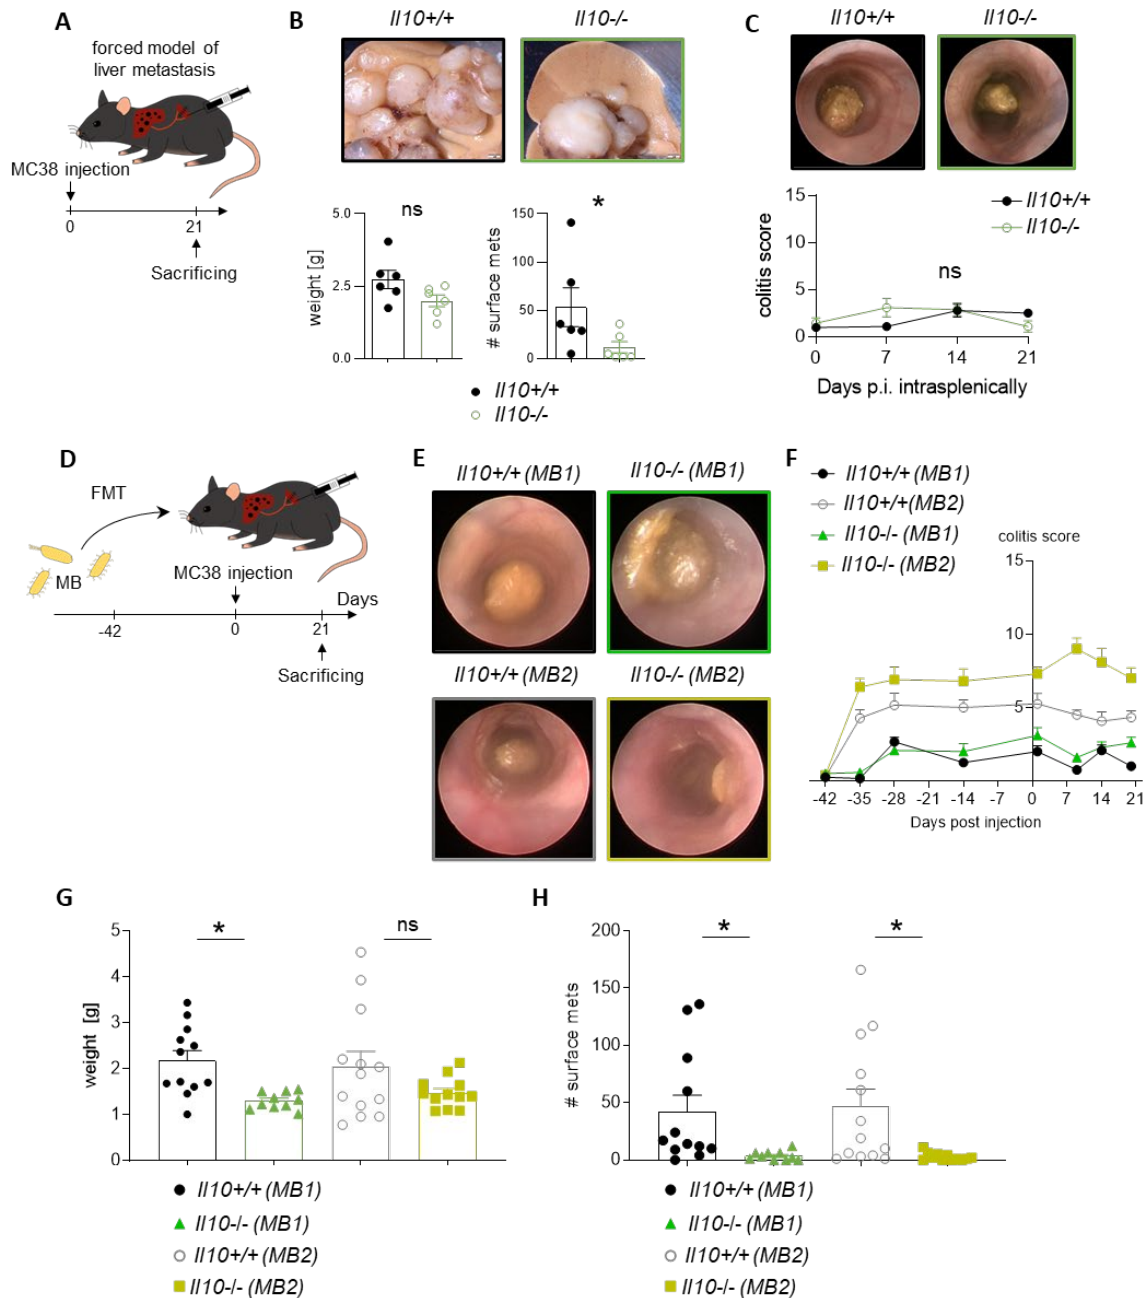 A
forced model of
liver metastasis
MC38 injection
0
21
Sacrificing
B
Il10+/+
Il10-/-
5.0
2.5
0.0
weight [g]
ns
150
100
50
0
# surface mets
*
Il10+/+
Il10-/-
C
Il10+/+
Il10-/-
15
10
5
0
colitis score
Il10+/+
Il10-/-
ns
0
7
14
21
Days p.i. intrasplenically
D
FMT
MB
MC38 injection
Days
-42
0
21
Sacrificing
E
Il10+/+ (MB1)
Il10-/- (MB1)
Il10+/+ (MB2)
Il10-/- (MB2)
F
Il10+/+ (MB1)
Il10+/+(MB2)
Il10-/- (MB1)
Il10-/- (MB2)
colitis score
15
10
5
-42 -35 -28 -21 -14 -7 0 7 14 21
Days post injection
G
5
4
3
2
1
0
weight [g]
*
ns
Il10+/+ (MB1)
Il10-/- (MB1)
Il10+/+ (MB2)
Il10-/- (MB2)
H
200
150
100
50
0
# surface mets
*
*
Il10+/+ (MB1)
Il10-/- (MB1)
Il10+/+ (MB2)
Il10-/- (MB2)